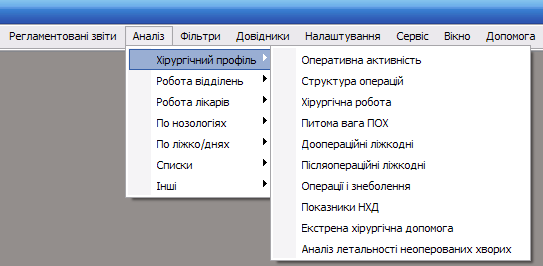 Регламентовані звіти Аналіз Фільтри Довідники Налаштування Сервіс Вікно Допомога
Хірургічний профіль
Робота відділень
Робота лікарів
По нозологіях
По ліжко/днях
Списки
Інші
Оперативна активність
Структура операцій
Хірургічна робота
Питома вага ПОХ
Доопераційні ліжкодні
Післяопераційні ліжкодні
Операції і знеболення
Показники НХД
Екстрена хірургічна допомога
Аналіз летальності неоперованих хворих